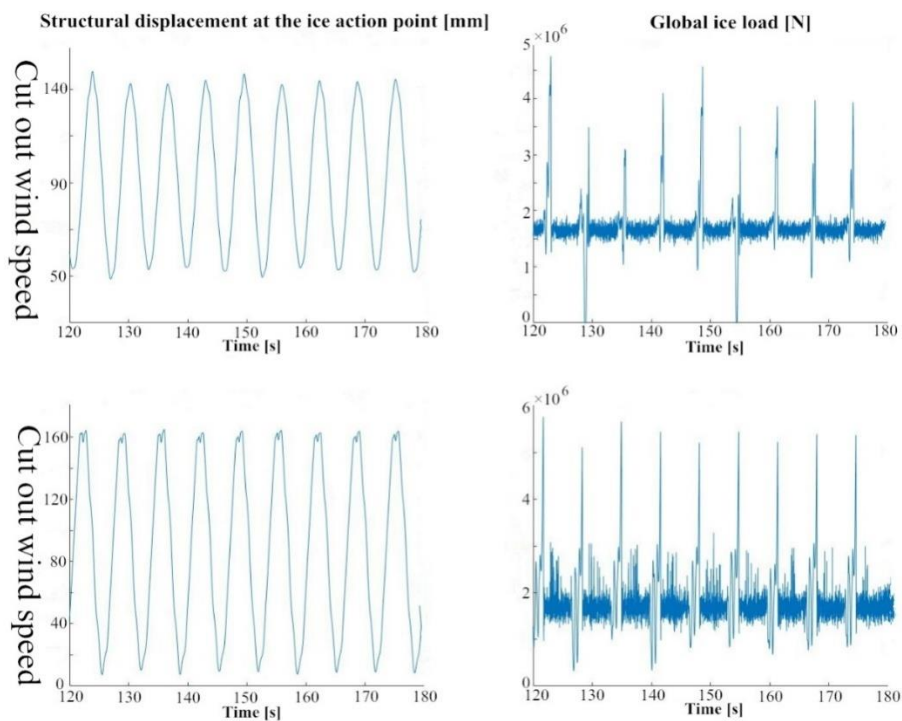 Structural displacement at the ice action point [mm]
Global ice load [N]
Cut out wind speed
140
90
50
120 130 140 150 160 170 180
Time [s]
×10⁶
5
4
3
2
1
0
120 130 140 150 160 170 180
Time [s]
Cut out wind speed
160
120
80
40
0
120 130 140 150 160 170 180
Time [s]
×10⁶
6
4
2
120 130 140 150 160 170 180
Time [s]